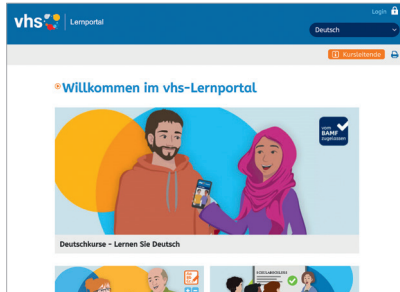 Login
vhs Lernportal
Deutsch
Kursleitende
Willkommen im vhs-Lernportal
vom
BAMF
zugelassen
Deutschkurse - Lernen Sie Deutsch